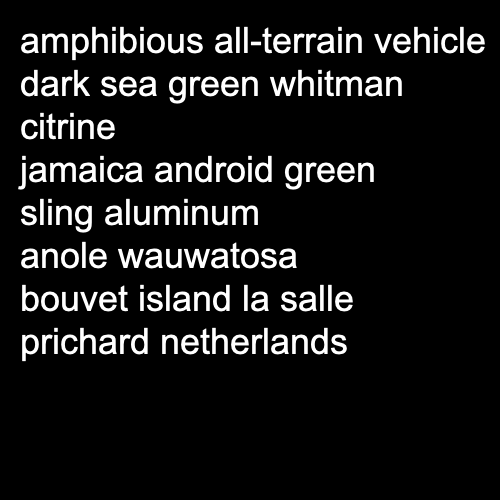 amphibious all-terrain vehicle
dark sea green whitman
citrine
jamaica android green
sling aluminum
anole wauwatosa
bouvet island la salle
prichard netherlands